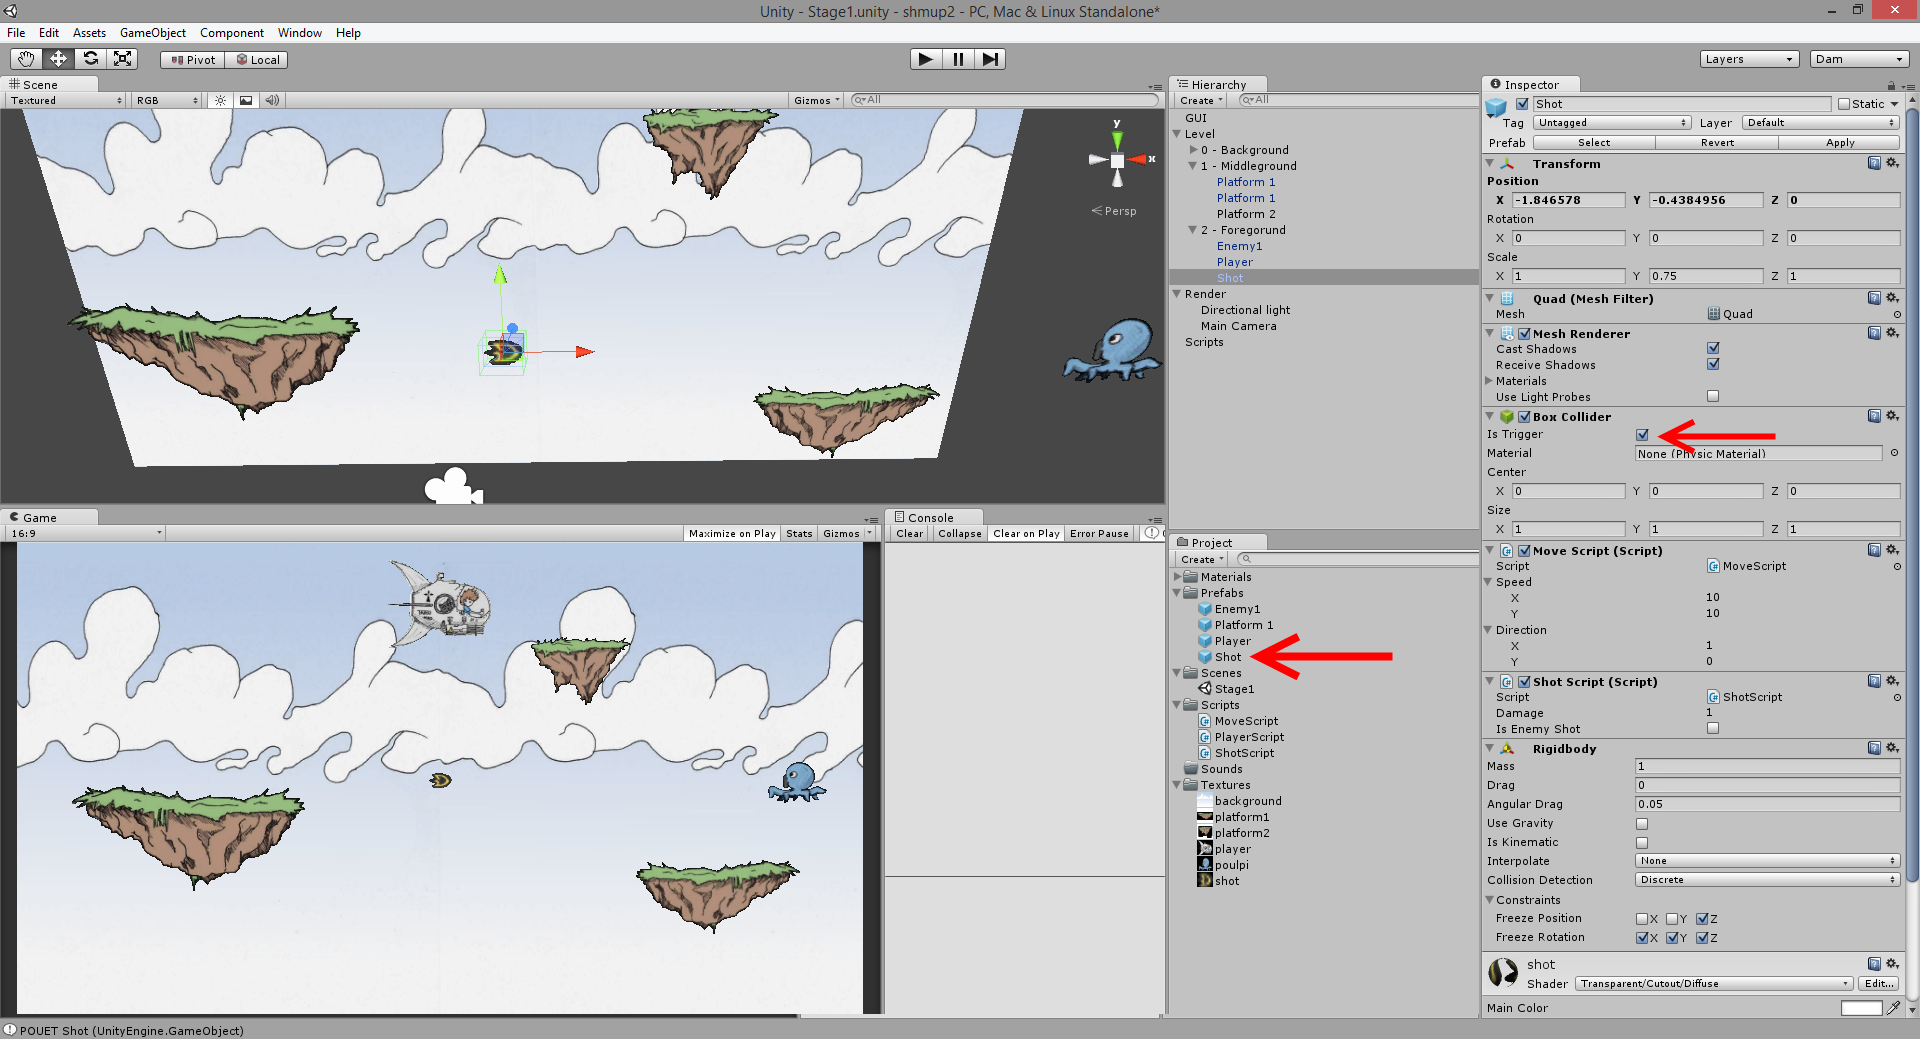 Unity - Stage1.unity - shmup2 - PC, Mac & Linux Standalone*
File Edit Assets GameObject Component Window Help
Pivot Local Layers Dam
Scene
Textured RGB Gizmos All
y
x
Persp
Game
16:9 Maximize on Play Stats Gizmos
Console
Clear Collapse Clear on Play Error Pause
Hierarchy
Create All
GUI
Level
0 - Background
1 - Middleground
Platform 1
Platform 1
Platform 2
2 - Foregorund
Enemy1
Player
Shot
Render
Directional light
Main Camera
Scripts
Project
Create
Materials
Prefabs
Enemy1
Platform 1
Player
Shot
Scenes
Stage1
Scripts
MoveScript
PlayerScript
ShotScript
Sounds
Textures
background
platform1
platform2
player
poulpi
shot
Inspector
Shot Static
Tag Untagged Layer Default
Prefab Select Revert Apply
Transform
Position
X -1.846578 Y -0.4384956 Z 0
Rotation
X 0 Y 0 Z 0
Scale
X 1 Y 0.75 Z 1
Quad (Mesh Filter)
Mesh Quad
Mesh Renderer
Cast Shadows
Receive Shadows
Materials
Use Light Probes
Box Collider
Is Trigger
Material None (Physic Material)
Center
X 0 Y 0 Z 0
Size
X 1 Y 1 Z 1
Move Script (Script)
Script MoveScript
Speed
X 10
Y 10
Direction
X 1
Y 0
Shot Script (Script)
Script ShotScript
Damage 1
Is Enemy Shot
Rigidbody
Mass 1
Drag 0
Angular Drag 0.05
Use Gravity
Is Kinematic
Interpolate None
Collision Detection Discrete
Constraints
Freeze Position X Y Z
Freeze Rotation X Y Z
shot
Shader Transparent/Cutout/Diffuse Edit...
Main Color
POUET Shot (UnityEngine.GameObject)